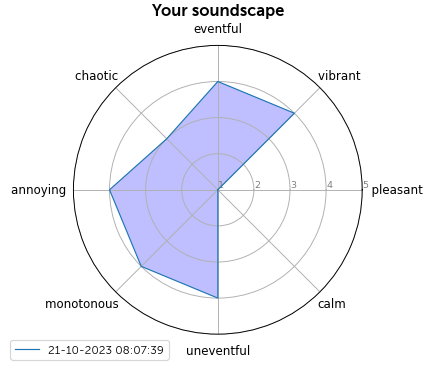 Your soundscape
eventful
chaotic
vibrant
annoying
1
2
3
4
5
pleasant
monotonous
calm
uneventful
21-10-2023 08:07:39